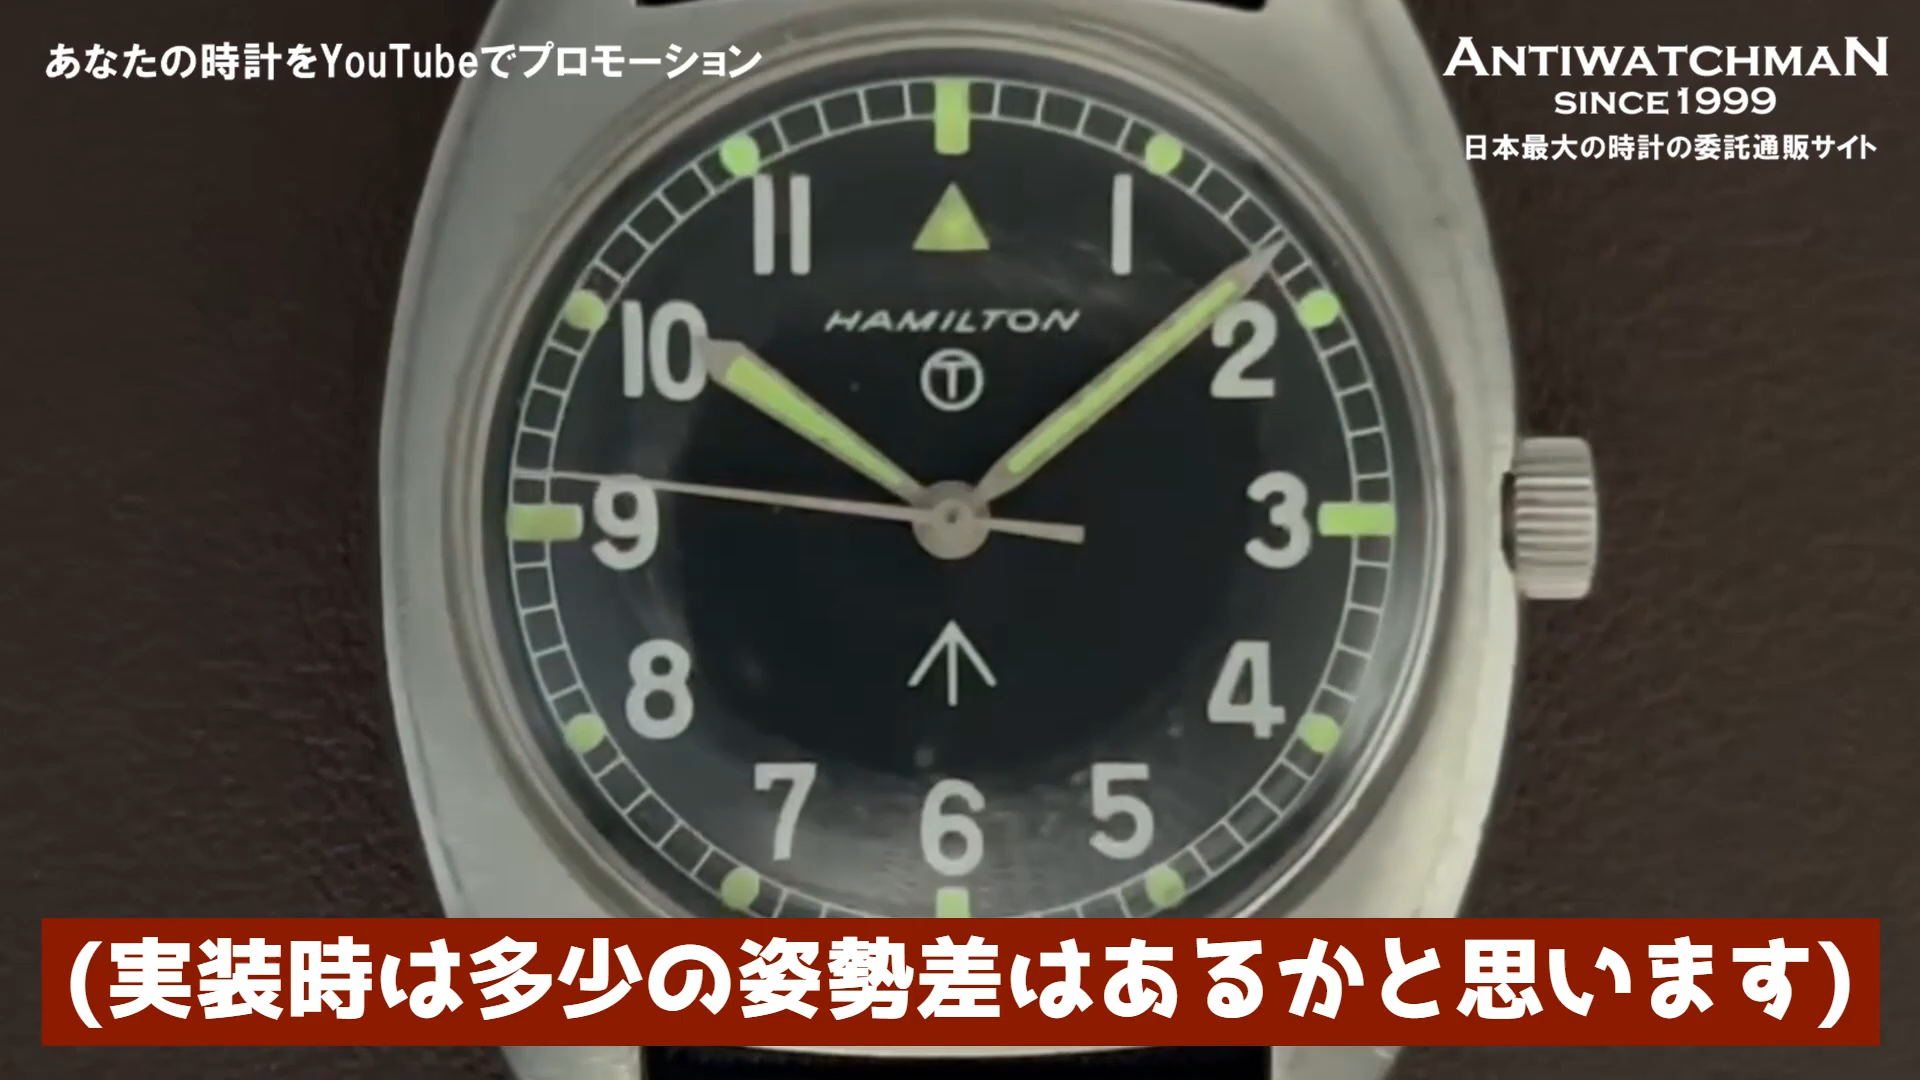 あなたの時計をYouTubeでプロモーション
ANTIWATCHMAN
SINCE 1999
日本最大の時計の委託通販サイト
11
1
10
HAMILTON
2
T
9
3
8
4
7
6
5
(実装時は多少の姿勢差はあるかと思います)